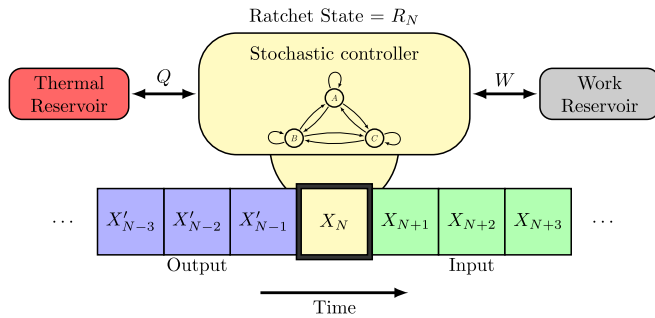 Ratchet State = R_N
Stochastic controller
Thermal
Reservoir
Q
W
Work
Reservoir
A
B
C
... X'_{N-3} X'_{N-2} X'_{N-1} X_N X_{N+1} X_{N+2} X_{N+3} ...
Output
Input
Time